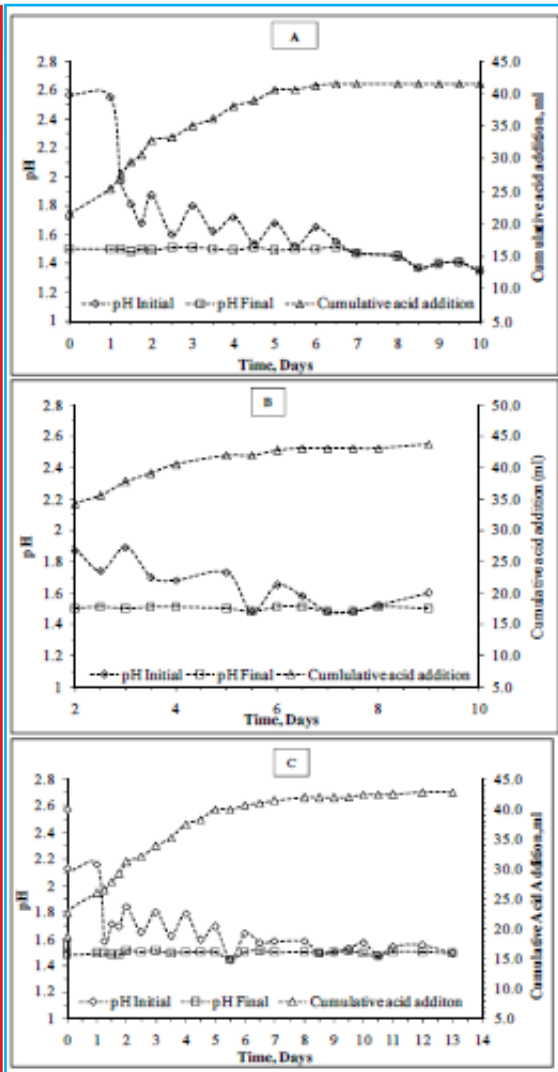 A
2.8 45.0
2.6 40.0
2.4 35.0
2.2 30.0
2 25.0
1.8 20.0
1.6 15.0
1.4 10.0
1.2
1 5.0
pH
Cumulative acid addition, ml
pH Initial pH Final Cumulative acid addition
0 1 2 3 4 5 6 7 8 9 10
Time, Days
B
2.8 50.0
2.6 45.0
2.4 40.0
2.2 35.0
2 30.0
1.8 25.0
1.6 20.0
1.4 15.0
1.2 10.0
1 5.0
pH
Cumulative acid addition (ml)
pH Initial pH Final Cumlulative acid addition
2 4 6 8 10
Time, Days
C
2.8 45.0
2.6 40.0
2.4 35.0
2.2 30.0
2 25.0
1.8 20.0
1.6 15.0
1.4 10.0
1.2
1 5.0
pH
Cumulative Acid Addition,ml
pH Initial pH Final Cumulative acid additon
0 1 2 3 4 5 6 7 8 9 10 11 12 13 14
Time, Days